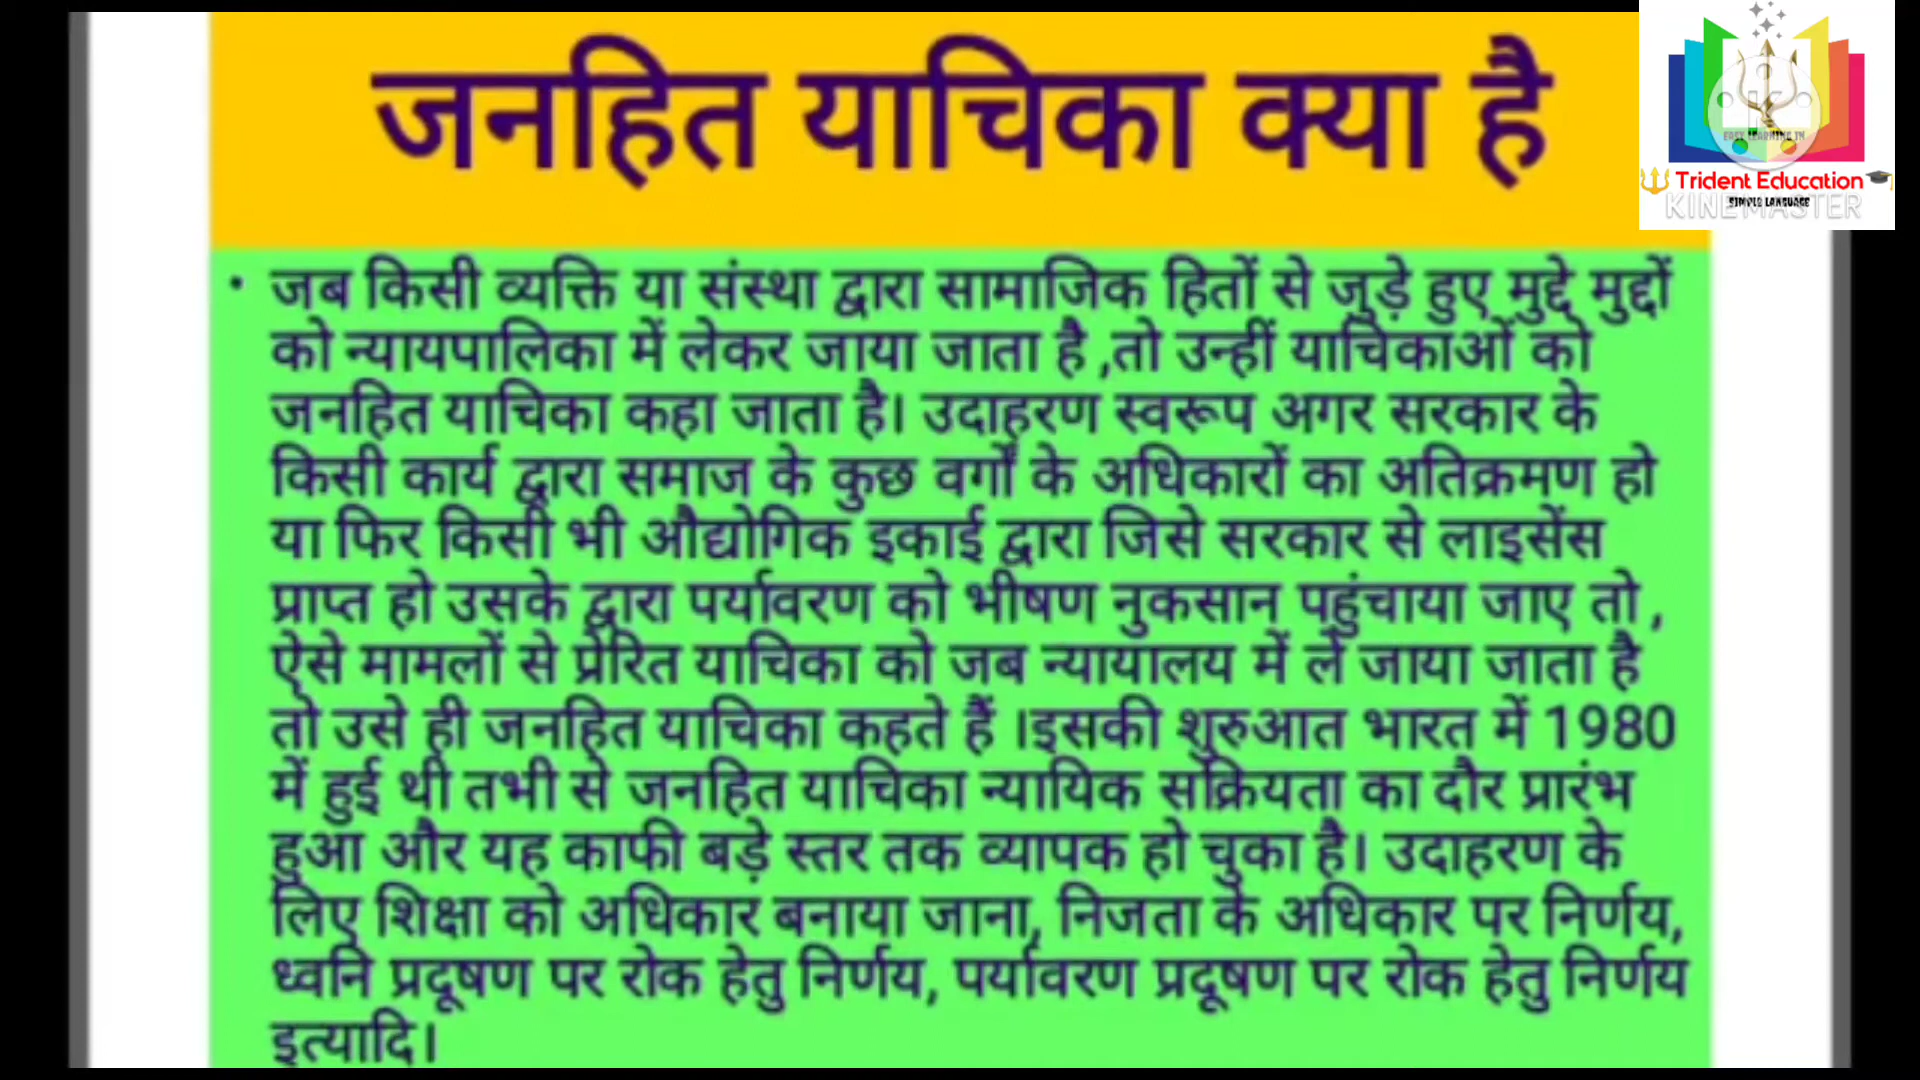 जनहित याचिका क्या है
EASY LEARNING IN
Trident Education
SIMPLE LANGUAGE
KINEMASTER
• जब किसी व्यक्ति या संस्था द्वारा सामाजिक हितों से जुड़े हुए मुद्दे मुद्दों
को न्यायपालिका में लेकर जाया जाता है ,तो उन्हीं याचिकाओं को
जनहित याचिका कहा जाता है। उदाहरण स्वरूप अगर सरकार के
किसी कार्य द्वारा समाज के कुछ वर्गों के अधिकारों का अतिक्रमण हो
या फिर किसी भी औद्योगिक इकाई द्वारा जिसे सरकार से लाइसेंस
प्राप्त हो उसके द्वारा पर्यावरण को भीषण नुकसान पहुंचाया जाए तो ,
ऐसे मामलों से प्रेरित याचिका को जब न्यायालय में ले जाया जाता है
तो उसे ही जनहित याचिका कहते हैं ।इसकी शुरुआत भारत में 1980
में हुई थी तभी से जनहित याचिका न्यायिक सक्रियता का दौर प्रारंभ
हुआ और यह काफी बड़े स्तर तक व्यापक हो चुका है। उदाहरण के
लिए शिक्षा को अधिकार बनाया जाना, निजता के अधिकार पर निर्णय,
ध्वनि प्रदूषण पर रोक हेतु निर्णय, पर्यावरण प्रदूषण पर रोक हेतु निर्णय
इत्यादि।